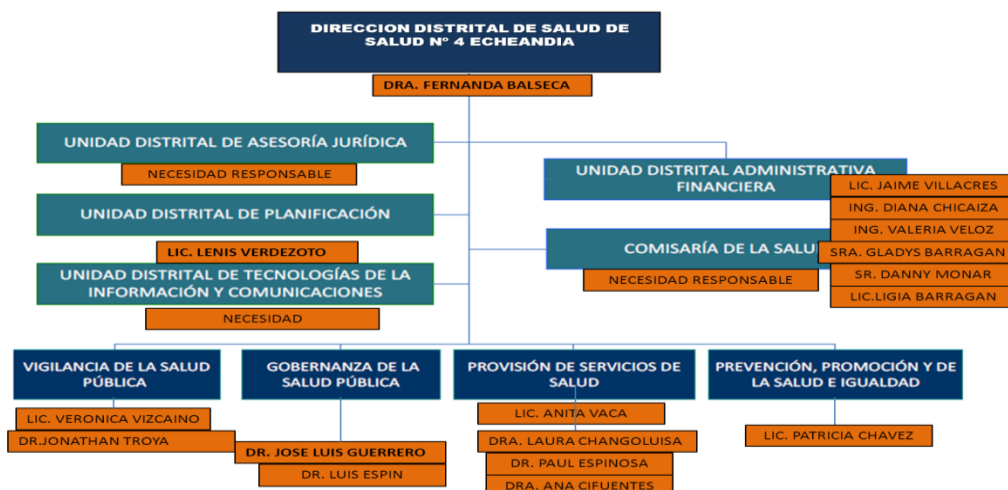 DIRECCION DISTRITAL DE SALUD DE
SALUD Nº 4 ECHEANDIA
DRA. FERNANDA BALSECA
UNIDAD DISTRITAL DE ASESORÍA JURÍDICA
NECESIDAD RESPONSABLE
UNIDAD DISTRITAL ADMINISTRATIVA
FINANCIERA
LIC. JAIME VILLACRES
ING. DIANA CHICAIZA
ING. VALERIA VELOZ
SRA. GLADYS BARRAGAN
SR. DANNY MONAR
LIC.LIGIA BARRAGAN
UNIDAD DISTRITAL DE PLANIFICACIÓN
LIC. LENIS VERDEZOTO
COMISARÍA DE LA SALU
NECESIDAD RESPONSABLE
UNIDAD DISTRITAL DE TECNOLOGÍAS DE LA
INFORMACIÓN Y COMUNICACIONES
NECESIDAD
VIGILANCIA DE LA SALUD
PÚBLICA
LIC. VERONICA VIZCAINO
DR.JONATHAN TROYA
GOBERNANZA DE LA
SALUD PÚBLICA
DR. JOSE LUIS GUERRERO
DR. LUIS ESPIN
PROVISIÓN DE SERVICIOS DE
SALUD
LIC. ANITA VACA
DRA. LAURA CHANGOLUISA
DR. PAUL ESPINOSA
DRA. ANA CIFUENTES
PREVENCIÓN, PROMOCIÓN Y DE
LA SALUD E IGUALDAD
LIC. PATRICIA CHAVEZ